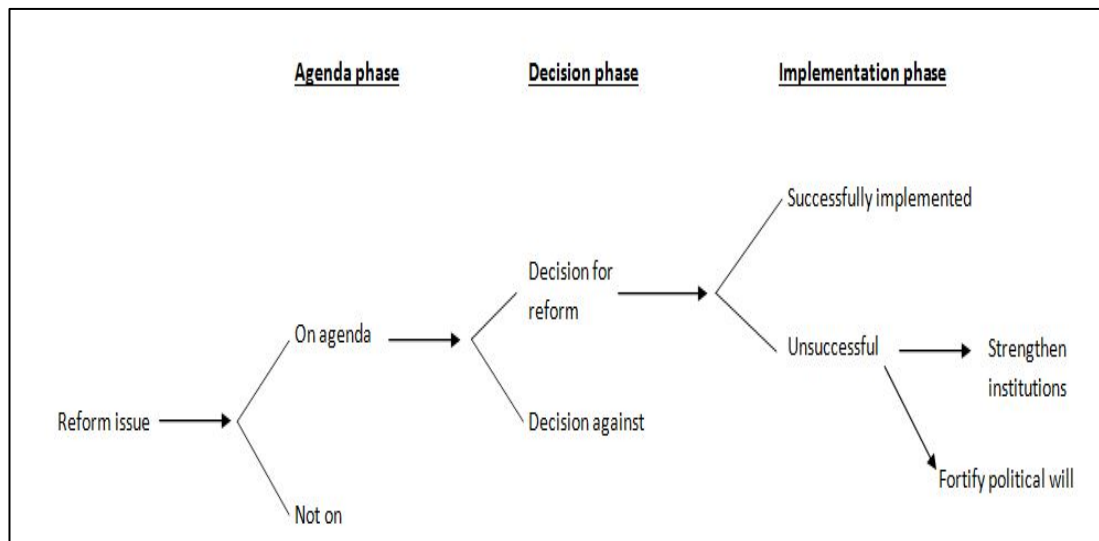 Agenda phase
Decision phase
Implementation phase
Successfully implemented
Decision for
reform
On agenda
Unsuccessful
Strengthen
institutions
Reform issue
Decision against
Fortify political will
Not on